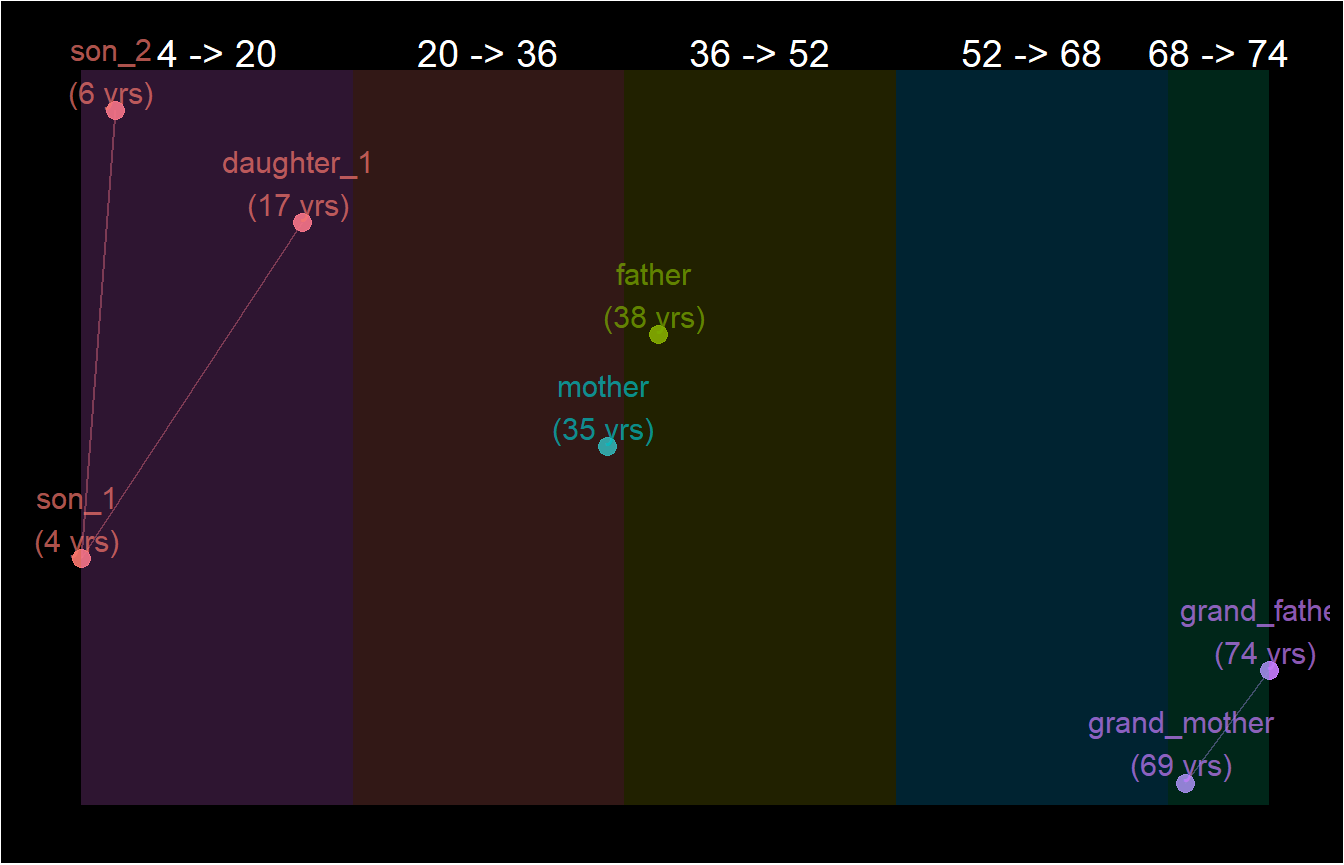 4 -> 20
20 -> 36
36 -> 52
52 -> 68
68 -> 74
son_2
(6 yrs)
daughter_1
(17 yrs)
father
(38 yrs)
mother
(35 yrs)
son_1
(4 yrs)
grand_fathe
(74 yrs)
grand_mother
(69 yrs)